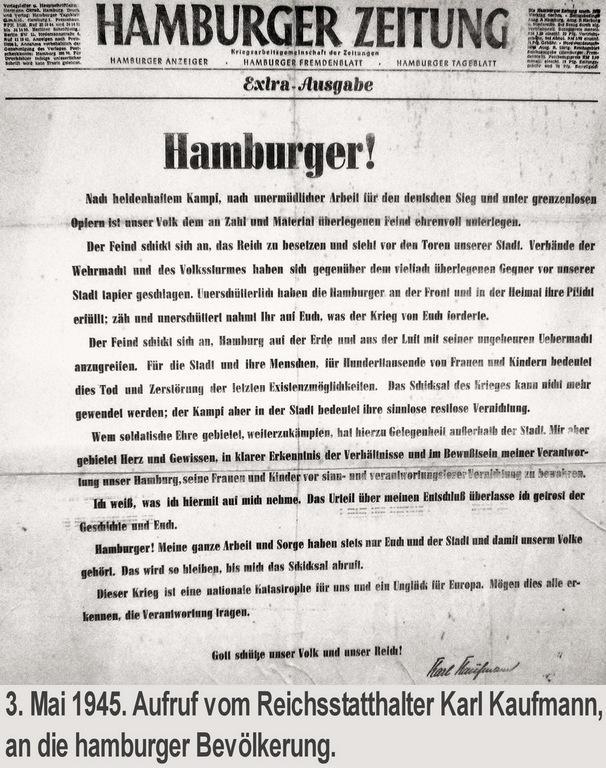 HAMBURGER ZEITUNG
Kriegsarbeitsgemeinschaft der Zeitungen
HAMBURGER ANZEIGER · HAMBURGER FREMDENBLATT · HAMBURGER TAGEBLATT
Extra-Ausgabe
Hamburger!
Nach heldenhaftem Kampf, nach unermüdlicher Arbeit für den deutschen Sieg und unter grenzenlosen
Opfern ist unser Volk dem an Zahl und Material überlegenen Feind ehrenvoll unterlegen.
Der Feind schickt sich an, das Reich zu besetzen und steht vor den Toren unserer Stadt. Verbände der
Wehrmacht und des Volkssturmes haben sich gegenüber dem vielfach überlegenen Gegner vor unserer
Stadt tapfer geschlagen. Unerschütterlich haben die Hamburger an der Front und in der Heimat ihre Pflicht
erfüllt; zäh und unerschüttert nahmt Ihr auf Euch, was der Krieg von Euch forderte.
Der Feind schickt sich an, Hamburg auf der Erde und aus der Luft mit seiner ungeheuren Uebermacht
anzugreifen. Für die Stadt und ihre Menschen, für Hunderttausende von Frauen und Kindern bedeutet
dies Tod und Zerstörung der letzten Existenzmöglichkeiten. Das Schicksal des Krieges kann nicht mehr
gewendet werden; der Kampf aber in der Stadt bedeutet ihre sinnlose restlose Vernichtung.
Wem soldatische Ehre gebietet, weiterzukämpfen, hat hierzu Gelegenheit außerhalb der Stadt. Mir aber
gebietet Herz und Gewissen, in klarer Erkenntnis der Verhältnisse und im Bewußtsein meiner Verantwor-
tung unser Hamburg, seine Frauen und Kinder vor sinn- und verantwortungsloser Vernichtung zu bewahren.
Ich weiß, was ich hiermit auf mich nehme. Das Urteil über meinen Entschluß überlasse ich getrost der
Geschichte und Euch.
Hamburger! Meine ganze Arbeit und Sorge haben stets nur Euch und der Stadt und damit unserm Volke
gehört. Das wird so bleiben, bis mich das Schicksal abruft.
Dieser Krieg ist eine nationale Katastrophe für uns und ein Unglück für Europa. Mögen dies alle er-
kennen, die Verantwortung tragen.
Gott schütze unser Volk und unser Reich!
Karl Kaufmann
3. Mai 1945. Aufruf vom Reichsstatthalter Karl Kaufmann,
an die hamburger Bevölkerung.